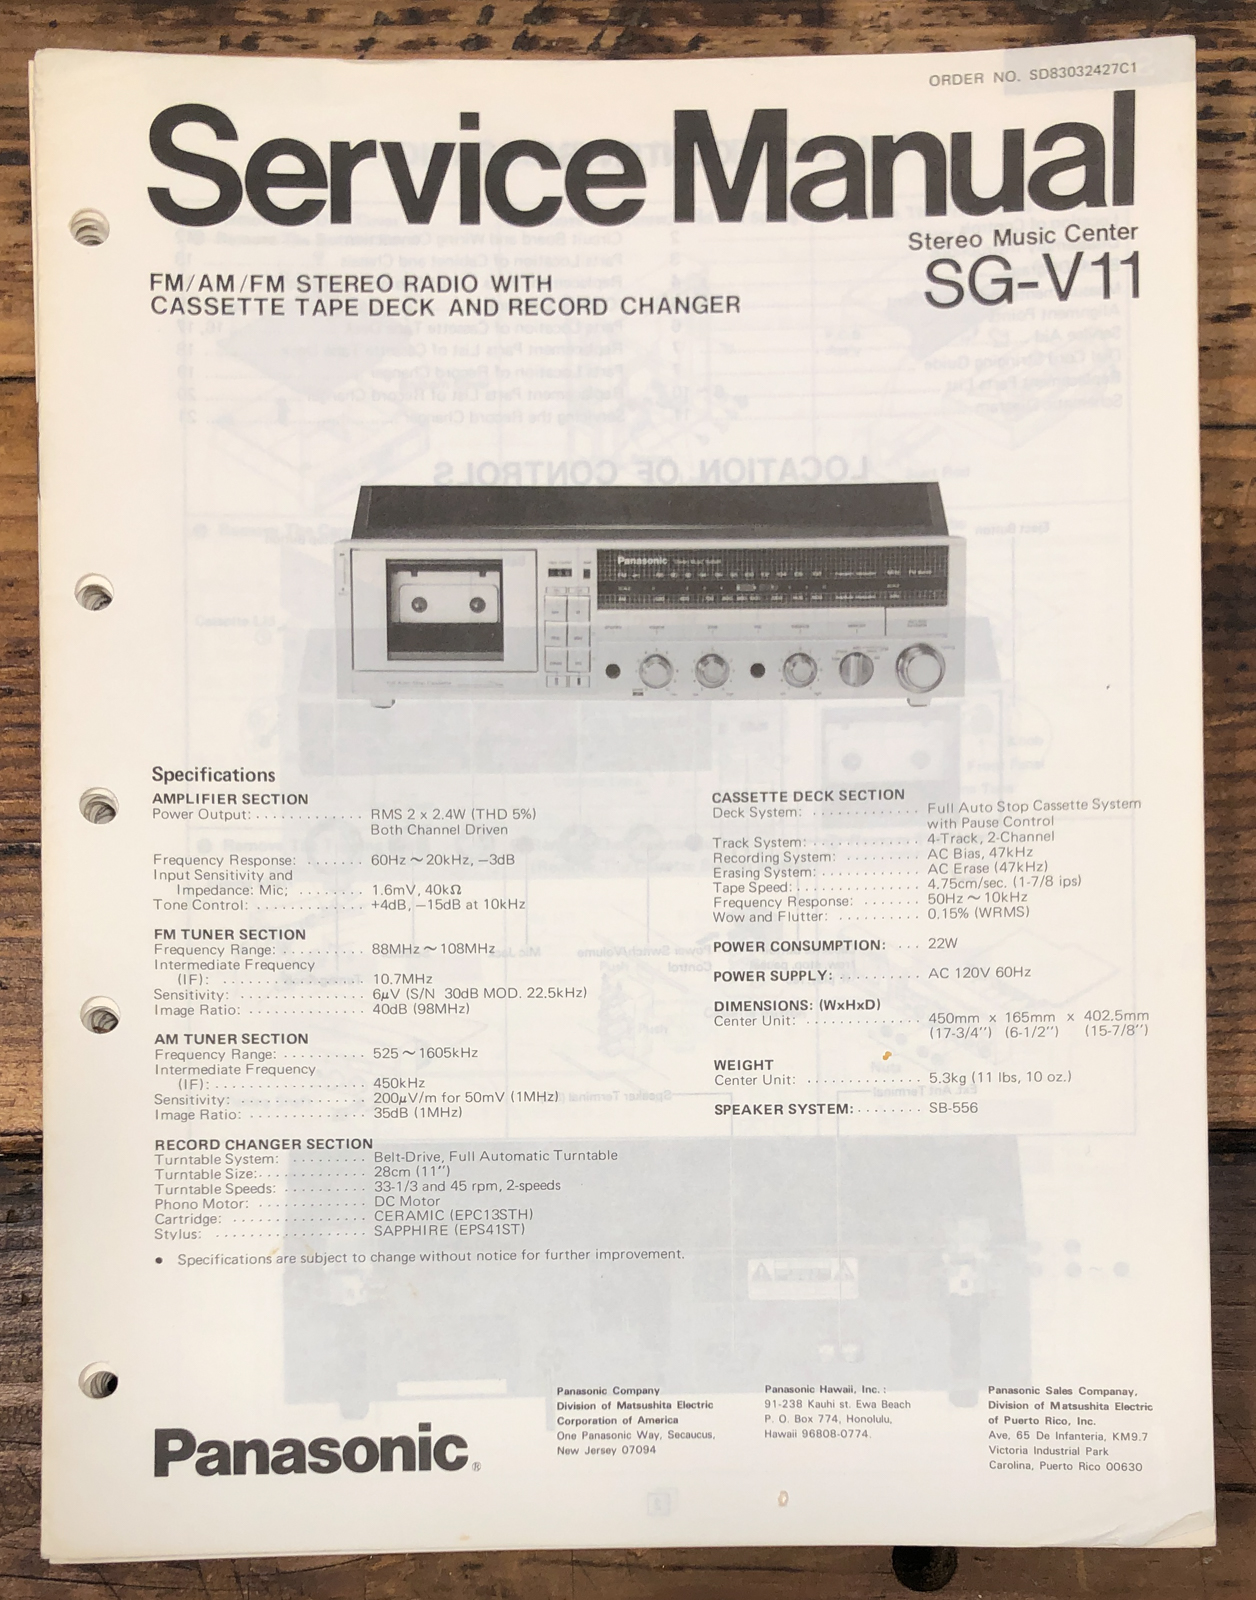 ORDER NO. SD83032427C1
Service Manual
Stereo Music Center
SG-V11
FM/AM/FM STEREO RADIO WITH
CASSETTE TAPE DECK AND RECORD CHANGER
Panasonic
Specifications
AMPLIFIER SECTION
Power Output: . . . . . . . . . . . . . RMS 2 x 2.4W (THD 5%)
Both Channel Driven
Frequency Response: . . . . . . . 60Hz ~ 20kHz, —3dB
Input Sensitivity and
Impedance: Mic; . . . . . . . . 1.6mV, 40kΩ
Tone Control: . . . . . . . . . . . . . +4dB, —15dB at 10kHz
FM TUNER SECTION
Frequency Range: . . . . . . . . . . 88MHz ~ 108MHz
Intermediate Frequency
(IF): . . . . . . . . . . . . . . . . . 10.7MHz
Sensitivity: . . . . . . . . . . . . . . . 6μV (S/N 30dB MOD. 22.5kHz)
Image Ratio: . . . . . . . . . . . . . . 40dB (98MHz)
AM TUNER SECTION
Frequency Range: . . . . . . . . . . 525 ~ 1605kHz
Intermediate Frequency
(IF): . . . . . . . . . . . . . . . . . . 450kHz
Sensitivity: . . . . . . . . . . . . . . . 200μV/m for 50mV (1MHz)
Image Ratio: . . . . . . . . . . . . . . 35dB (1MHz)
RECORD CHANGER SECTION
Turntable System: . . . . . . . . . Belt-Drive, Full Automatic Turntable
Turntable Size: . . . . . . . . . . . . . 28cm (11")
Turntable Speeds: . . . . . . . . . . 33-1/3 and 45 rpm, 2-speeds
Phono Motor: . . . . . . . . . . . . . DC Motor
Cartridge: . . . . . . . . . . . . . . . . CERAMIC (EPC13STH)
Stylus: . . . . . . . . . . . . . . . . . . SAPPHIRE (EPS41ST)
● Specifications are subject to change without notice for further improvement.
CASSETTE DECK SECTION
Deck System: . . . . . . . . . . . . . Full Auto Stop Cassette System
with Pause Control
Track System: . . . . . . . . . . . . . 4-Track, 2-Channel
Recording System: . . . . . . . . . AC Bias, 47kHz
Erasing System: . . . . . . . . . . . . AC Erase (47kHz)
Tape Speed: . . . . . . . . . . . . . . . 4.75cm/sec. (1-7/8 ips)
Frequency Response: . . . . . . . 50Hz ~ 10kHz
Wow and Flutter: . . . . . . . . . . 0.15% (WRMS)
POWER CONSUMPTION: . . . 22W
POWER SUPPLY: . . . . . . . . . . AC 120V 60Hz
DIMENSIONS: (WxHxD)
Center Unit: . . . . . . . . . . . . . . 450mm x 165mm x 402.5mm
(17-3/4") (6-1/2") (15-7/8")
WEIGHT
Center Unit: . . . . . . . . . . . . . . 5.3kg (11 lbs, 10 oz.)
SPEAKER SYSTEM: . . . . . . . . SB-556
Panasonic®
Panasonic Company
Division of Matsushita Electric
Corporation of America
One Panasonic Way, Secaucus,
New Jersey 07094
Panasonic Hawaii, Inc. :
91-238 Kauhi st. Ewa Beach
P. O. Box 774, Honolulu,
Hawaii 96808-0774.
Panasonic Sales Companay,
Division of Matsushita Electric
of Puerto Rico, Inc.
Ave, 65 De Infanteria, KM9.7
Victoria Industrial Park
Carolina, Puerto Rico 00630